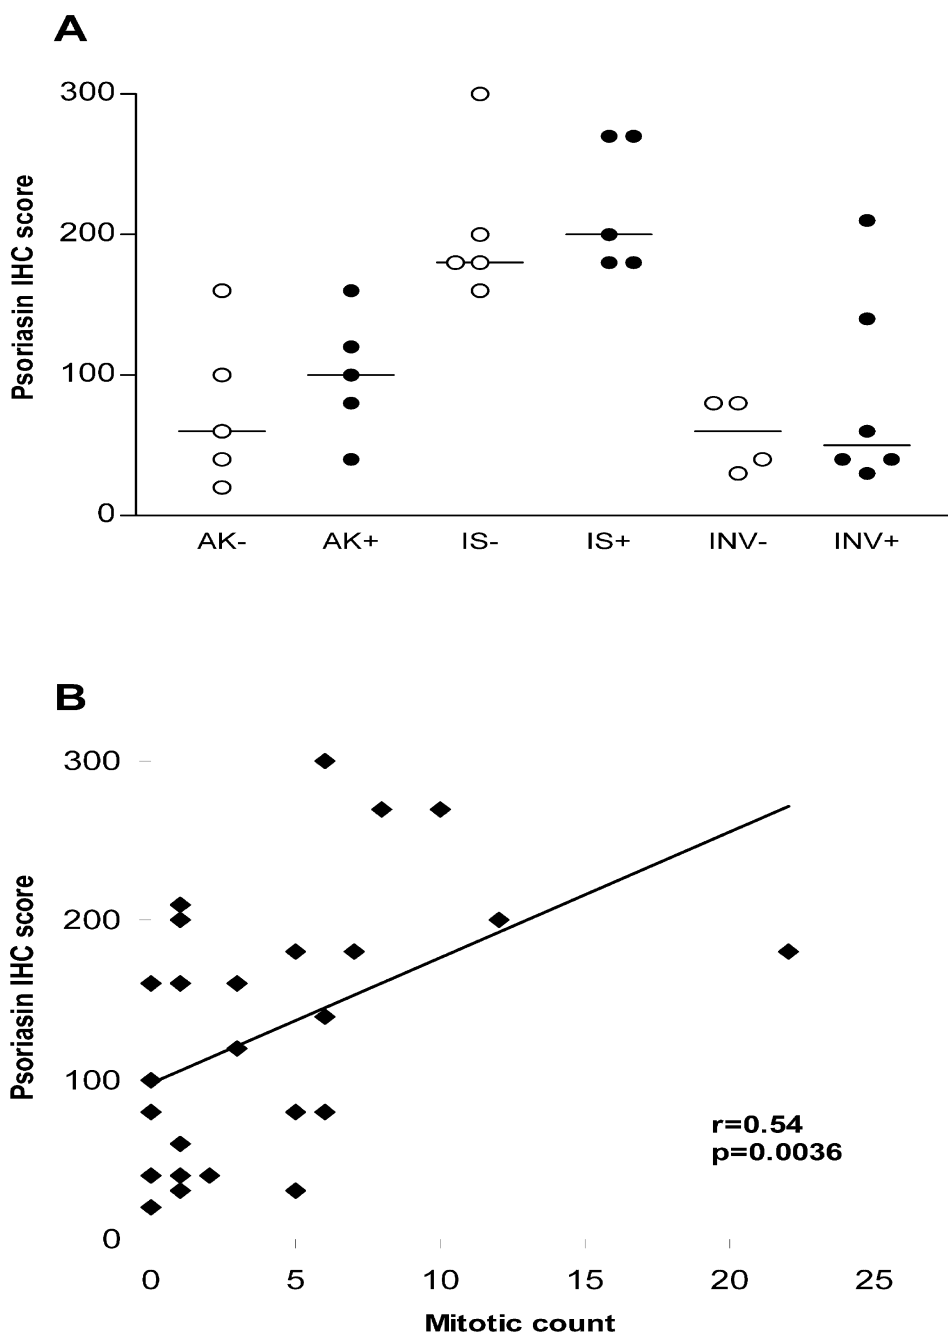 A
300
200
100
0
Psoriasin IHC score
AK- AK+ IS- IS+ INV- INV+
B
300
200
100
0
Psoriasin IHC score
r=0.54
p=0.0036
0 5 10 15 20 25
Mitotic count